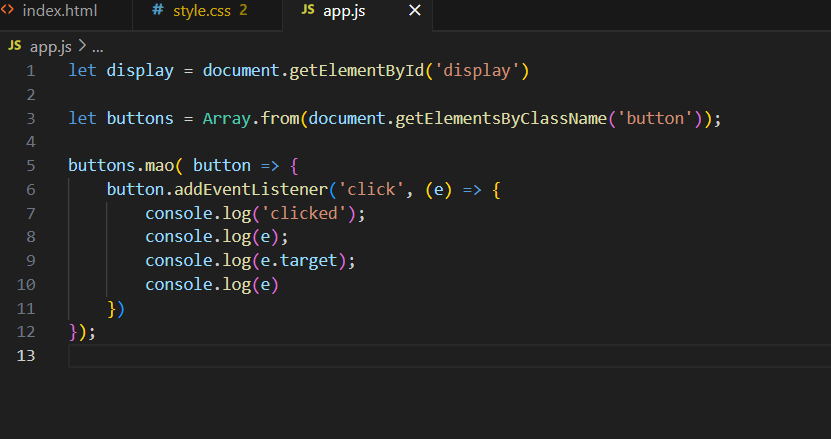 <> index.html # style.css 2 JS app.js ×
JS app.js > ...
1 let display = document.getElementById('display')
2
3 let buttons = Array.from(document.getElementsByClassName('button'));
4
5 buttons.mao( button => {
6 button.addEventListener('click', (e) => {
7 console.log('clicked');
8 console.log(e);
9 console.log(e.target);
10 console.log(e)
11 })
12 });
13